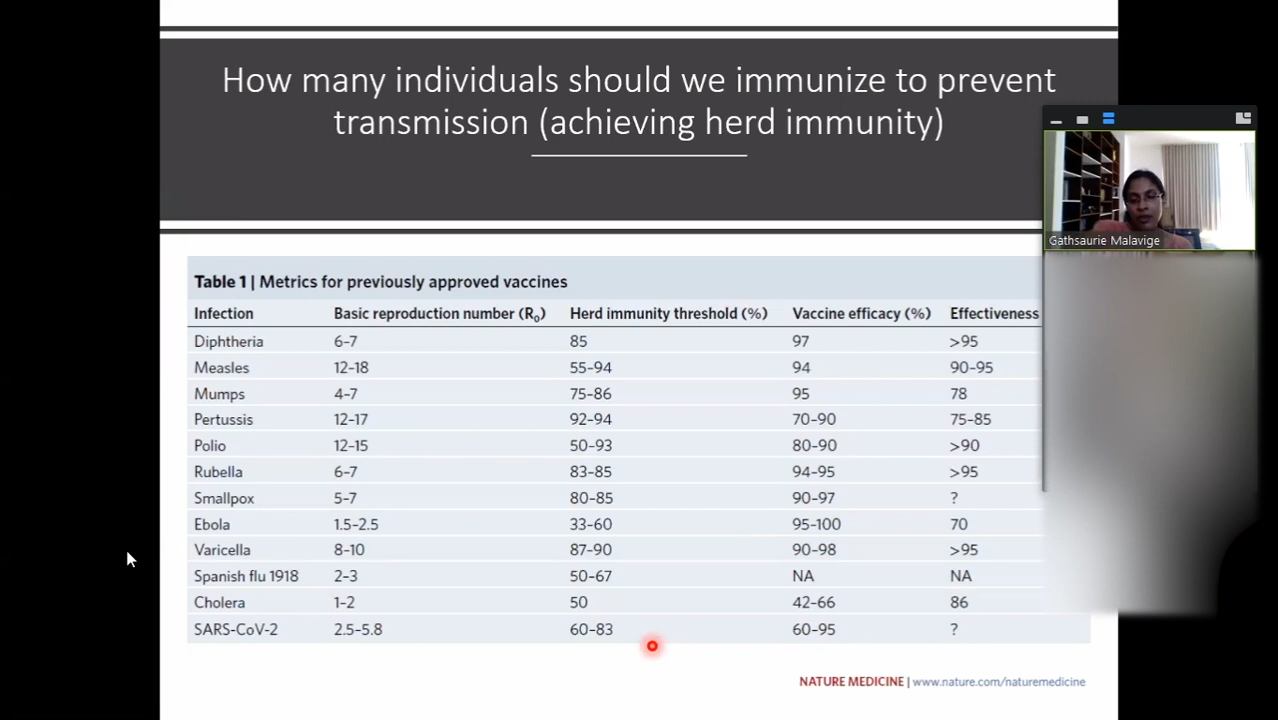 How many individuals should we immunize to prevent
transmission (achieving herd immunity)
Gathsaurie Malavige
Table 1 | Metrics for previously approved vaccines
Infection Basic reproduction number (R₀) Herd immunity threshold (%) Vaccine efficacy (%) Effectiveness
Diphtheria 6–7 85 97 >95
Measles 12–18 55–94 94 90–95
Mumps 4–7 75–86 95 78
Pertussis 12–17 92–94 70–90 75–85
Polio 12–15 50–93 80–90 >90
Rubella 6–7 83–85 94–95 >95
Smallpox 5–7 80–85 90–97 ?
Ebola 1.5–2.5 33–60 95–100 70
Varicella 8–10 87–90 90–98 >95
Spanish flu 1918 2–3 50–67 NA NA
Cholera 1–2 50 42–66 86
SARS-CoV-2 2.5–5.8 60–83 60–95 ?
NATURE MEDICINE | www.nature.com/naturemedicine